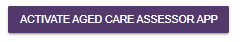 ACTIVATE AGED CARE ASSESSOR APP